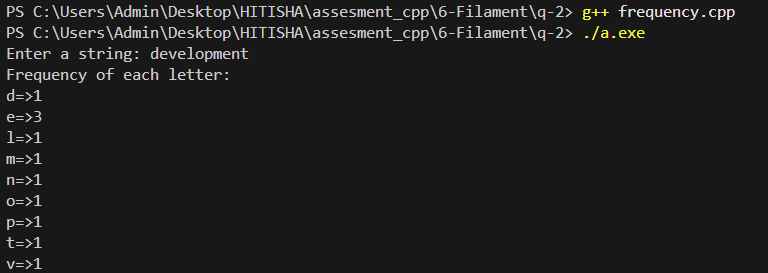 PS C:\Users\Admin\Desktop\HITISHA\assesment_cpp\6-Filament\q-2> g++ frequency.cpp
PS C:\Users\Admin\Desktop\HITISHA\assesment_cpp\6-Filament\q-2> ./a.exe
Enter a string: development
Frequency of each letter:
d=>1
e=>3
l=>1
m=>1
n=>1
o=>1
p=>1
t=>1
v=>1